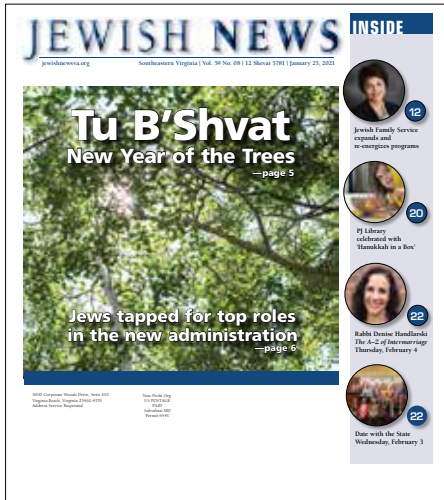 JEWISH NEWS
jewishnewsva.org
Southeastern Virginia | Vol. 59 No. 08 | 12 Shevat 5781 | January 25, 2021
Tu B'Shvat
New Year of the Trees
—page 5
Jews tapped for top roles
in the new administration
—page 6
5000 Corporate Woods Drive, Suite 200
Virginia Beach, Virginia 23462-4370
Address Service Requested
Non-Profit Org.
US POSTAGE
PAID
Suburban MD
Permit 6543
INSIDE
12
Jewish Family Service
expands and
re-energizes programs
20
PJ Library
celebrated with
'Hanukkah in a Box'
22
Rabbi Denise Handlarski
The A–Z of Intermarriage
Thursday, February 4
22
Date with the State
Wednesday, February 3